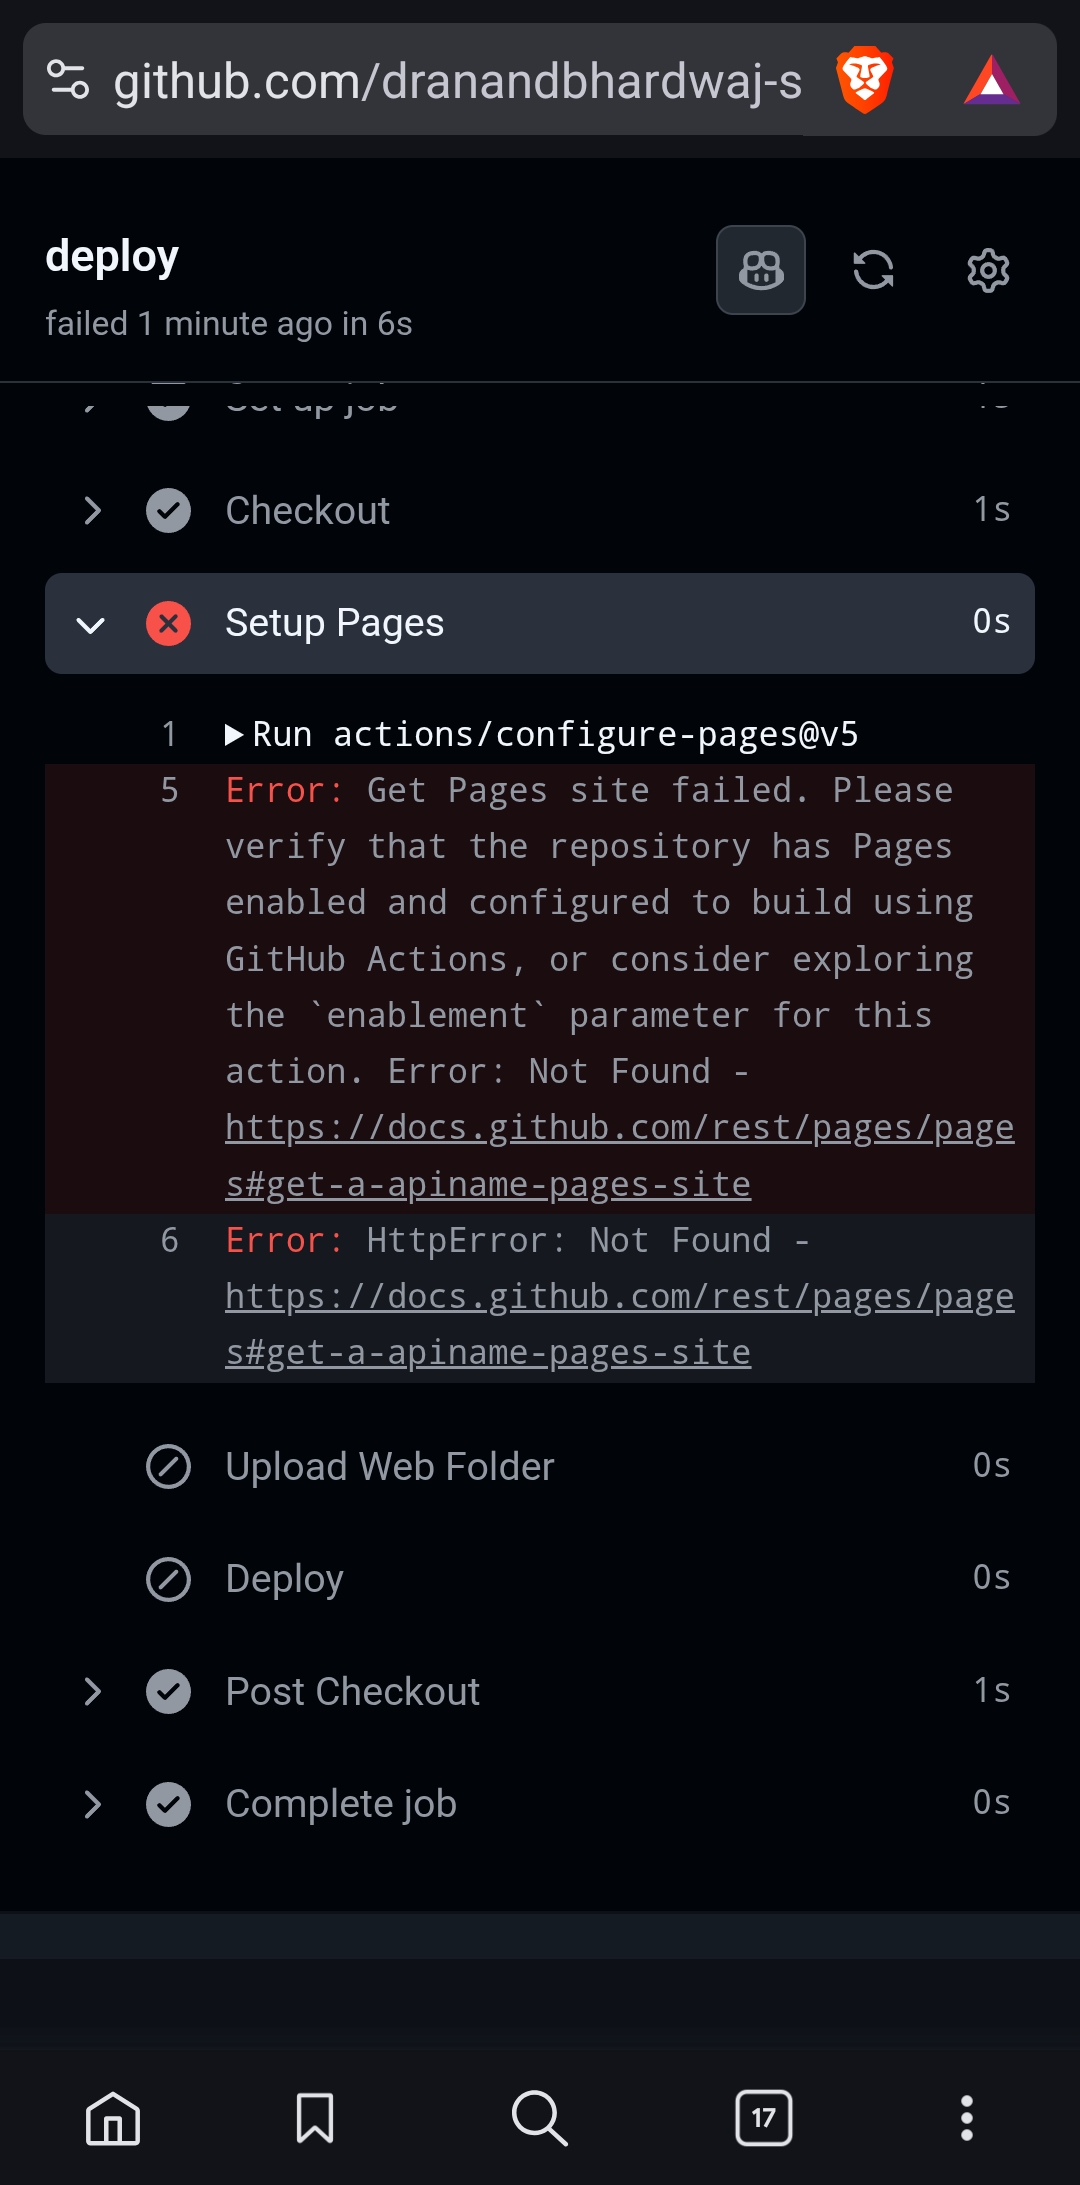 github.com/dranandbhardwaj-s
deploy
failed 1 minute ago in 6s
Set up job
Checkout 1s
Setup Pages 0s
1 Run actions/configure-pages@v5
5 Error: Get Pages site failed. Please
verify that the repository has Pages
enabled and configured to build using
GitHub Actions, or consider exploring
the `enablement` parameter for this
action. Error: Not Found -
https://docs.github.com/rest/pages/page
s#get-a-apiname-pages-site
6 Error: HttpError: Not Found -
https://docs.github.com/rest/pages/page
s#get-a-apiname-pages-site
Upload Web Folder 0s
Deploy 0s
Post Checkout 1s
Complete job 0s
17